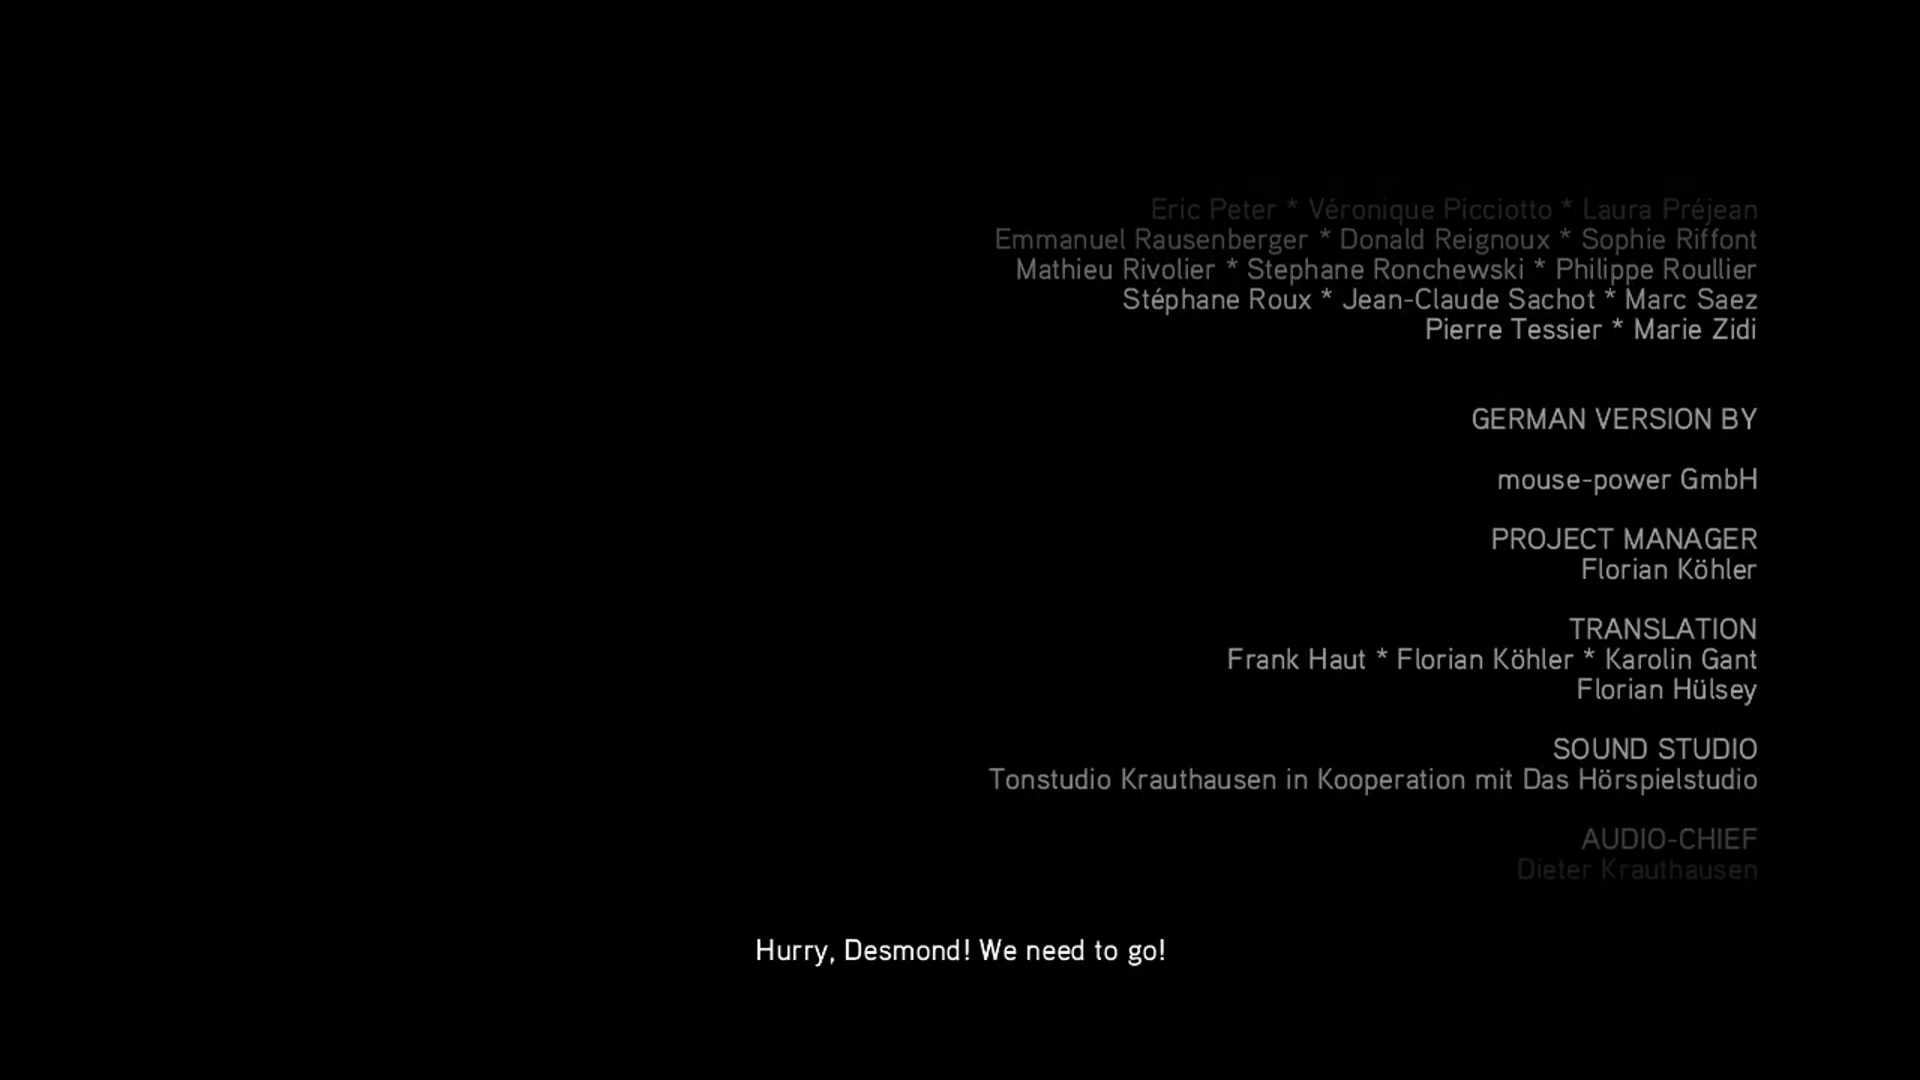 Eric Peter * Véronique Picciotto * Laura Préjean
Emmanuel Rausenberger * Donald Reignoux * Sophie Riffont
Mathieu Rivolier * Stephane Ronchewski * Philippe Roullier
Stéphane Roux * Jean-Claude Sachot * Marc Saez
Pierre Tessier * Marie Zidi
GERMAN VERSION BY
mouse-power GmbH
PROJECT MANAGER
Florian Köhler
TRANSLATION
Frank Haut * Florian Köhler * Karolin Gant
Florian Hülsey
SOUND STUDIO
Tonstudio Krauthausen in Kooperation mit Das Hörspielstudio
AUDIO-CHIEF
Dieter Krauthausen
Hurry, Desmond! We need to go!